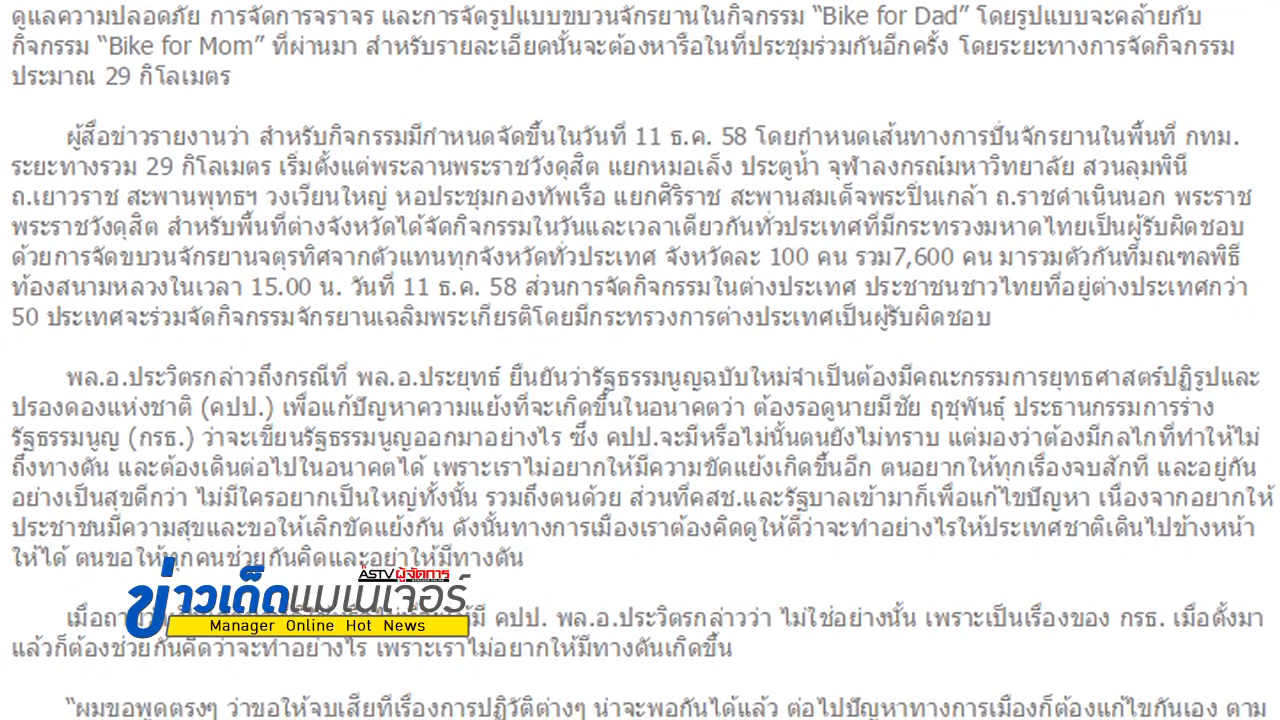 ดูแลความปลอดภัย การจัดการจราจร และการจัดรูปแบบขบวนจักรยานในกิจกรรม “Bike for Dad” โดยรูปแบบจะคล้ายกับ
กิจกรรม “Bike for Mom” ที่ผ่านมา สำหรับรายละเอียดนั้นจะต้องหารือในที่ประชุมร่วมกันอีกครั้ง โดยระยะทางการจัดกิจกรรม
ประมาณ 29 กิโลเมตร
ผู้สื่อข่าวรายงานว่า สำหรับกิจกรรมมีกำหนดจัดขึ้นในวันที่ 11 ธ.ค. 58 โดยกำหนดเส้นทางการปั่นจักรยานในพื้นที่ กทม.
ระยะทางรวม 29 กิโลเมตร เริ่มตั้งแต่พระลานพระราชวังดุสิต แยกหมอเล็ง ประตูน้ำ จุฬาลงกรณ์มหาวิทยาลัย สวนลุมพินี
ถ.เยาวราช สะพานพุทธฯ วงเวียนใหญ่ หอประชุมกองทัพเรือ แยกศิริราช สะพานสมเด็จพระปิ่นเกล้า ถ.ราชดำเนินนอก พระราช
พระราชวังดุสิต สำหรับพื้นที่ต่างจังหวัดได้จัดกิจกรรมในวันและเวลาเดียวกันทั่วประเทศที่มีกระทรวงมหาดไทยเป็นผู้รับผิดชอบ
ด้วยการจัดขบวนจักรยานจตุรทิศจากตัวแทนทุกจังหวัดทั่วประเทศ จังหวัดละ 100 คน รวม7,600 คน มารวมตัวกันที่มณฑลพิธี
ท้องสนามหลวงในเวลา 15.00 น. วันที่ 11 ธ.ค. 58 ส่วนการจัดกิจกรรมในต่างประเทศ ประชาชนชาวไทยที่อยู่ต่างประเทศกว่า
50 ประเทศจะร่วมจัดกิจกรรมจักรยานเฉลิมพระเกียรติโดยมีกระทรวงการต่างประเทศเป็นผู้รับผิดชอบ
พล.อ.ประวิตรกล่าวถึงกรณีที่ พล.อ.ประยุทธ์ ยืนยันว่ารัฐธรรมนูญฉบับใหม่จำเป็นต้องมีคณะกรรมการยุทธศาสตร์ปฏิรูปและ
ปรองดองแห่งชาติ (คปป.) เพื่อแก้ปัญหาความแย้งที่จะเกิดขึ้นในอนาคตว่า ต้องรอดูนายมีชัย ฤชุพันธุ์ ประธานกรรมการร่าง
รัฐธรรมนูญ (กรธ.) ว่าจะเขียนรัฐธรรมนูญออกมาอย่างไร ซึ่ง คปป.จะมีหรือไม่นั้นตนยังไม่ทราบ แต่มองว่าต้องมีกลไกที่ทำให้ไม่
ถึงทางตัน และต้องเดินต่อไปในอนาคตได้ เพราะเราไม่อยากให้มีความขัดแย้งเกิดขึ้นอีก ตนอยากให้ทุกเรื่องจบสักที และอยู่กัน
อย่างเป็นสุขดีกว่า ไม่มีใครอยากเป็นใหญ่ทั้งนั้น รวมถึงตนด้วย ส่วนที่คสช.และรัฐบาลเข้ามาก็เพื่อแก้ไขปัญหา เนื่องจากอยากให้
ประชาชนมีความสุขและขอให้เลิกขัดแย้งกัน ดังนั้นทางการเมืองเราต้องคิดดูให้ดีว่าจะทำอย่างไรให้ประเทศชาติเดินไปข้างหน้า
ให้ได้ ตนขอให้ทุกคนช่วยกันคิดและอย่าให้มีทางตัน
ASTV ผู้จัดการ
ข่าวเด็ดแมเนเจอร์
Manager Online Hot News
เมื่อถาม คปป. พล.อ.ประวิตรกล่าวว่า ไม่ใช่อย่างนั้น เพราะเป็นเรื่องของ กรธ. เมื่อตั้งมา
แล้วก็ต้องช่วยกันคิดว่าจะทำอย่างไร เพราะเราไม่อยากให้มีทางตันเกิดขึ้น
“ผมขอพูดตรงๆ ว่าขอให้จบเสียทีเรื่องการปฏิวัติต่างๆ น่าจะพอกันได้แล้ว ต่อไปปัญหาทางการเมืองก็ต้องแก้ไขกันเอง ตาม